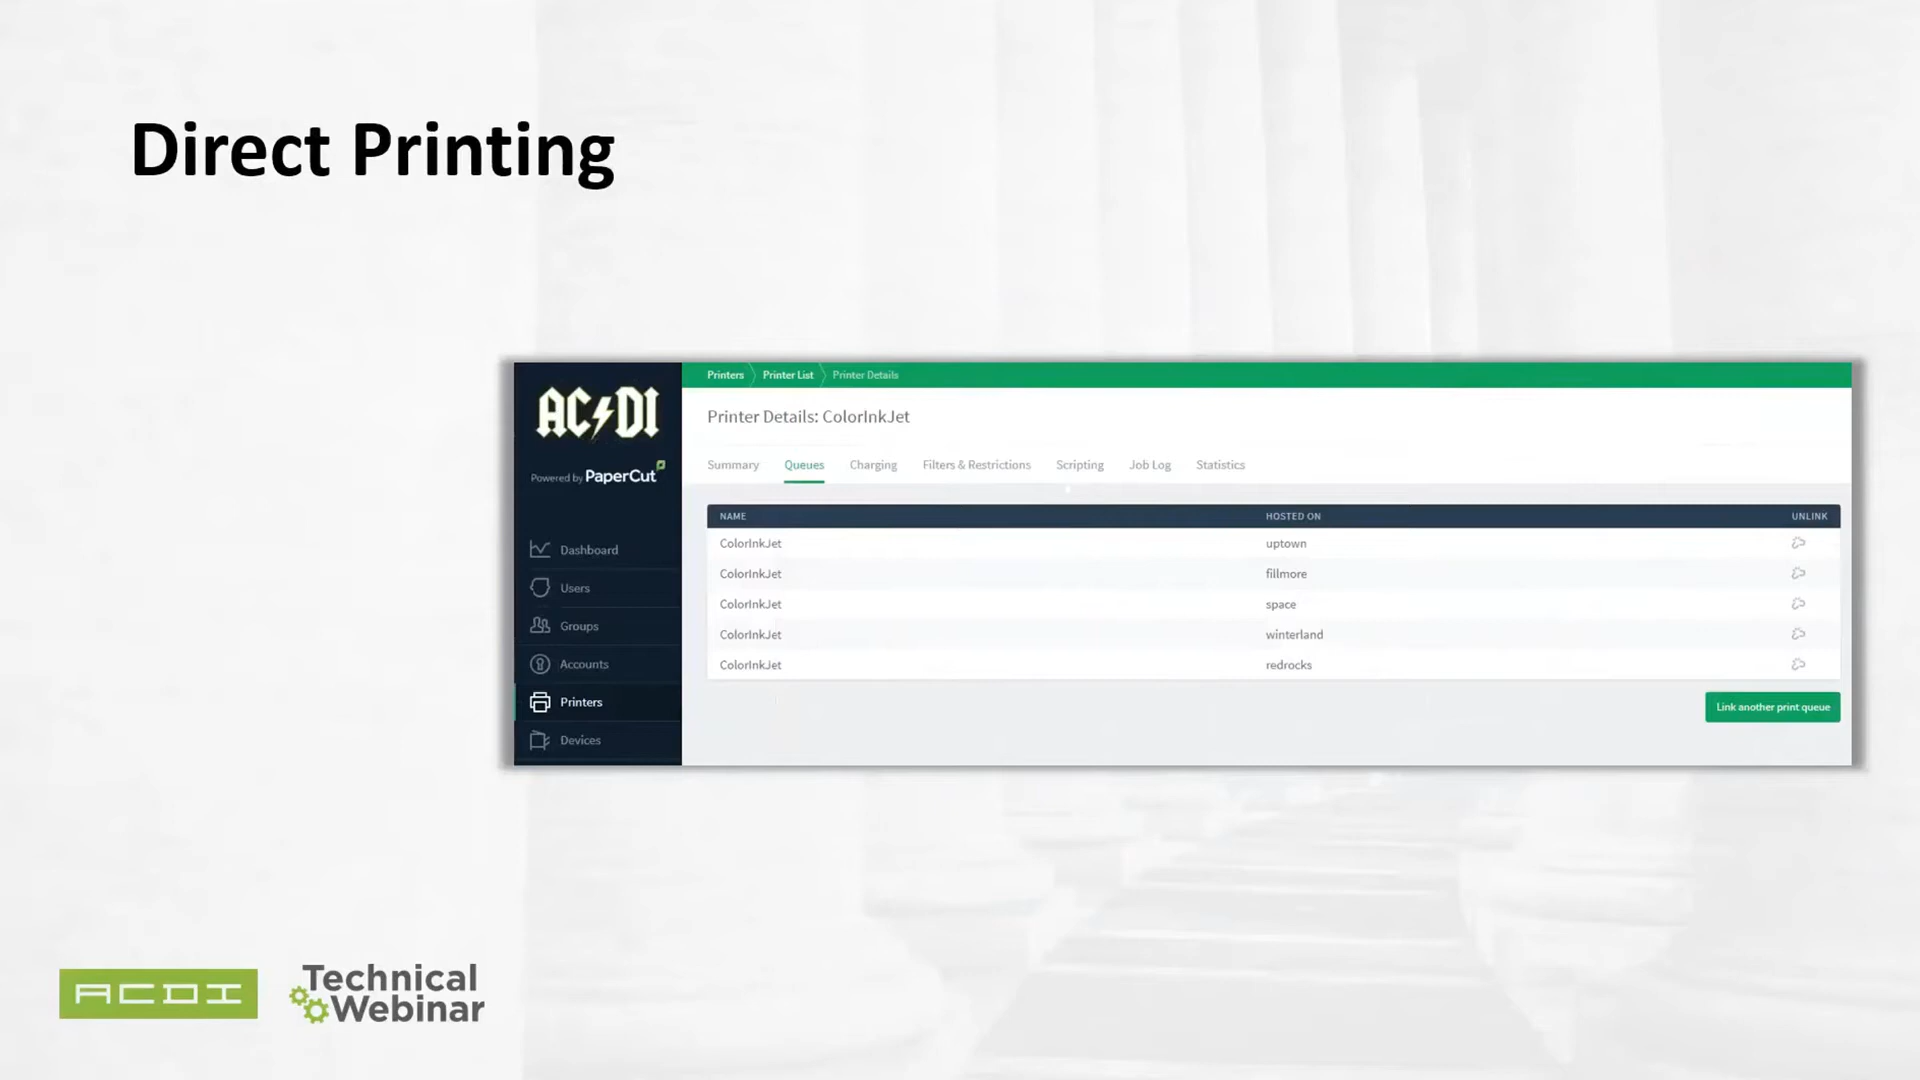 Direct Printing
AC DI
Powered by PaperCut
Dashboard
Users
Groups
Accounts
Printers
Devices
Printers Printer List Printer Details
Printer Details: ColorInkJet
Summary Queues Charging Filters & Restrictions Scripting Job Log Statistics
NAME HOSTED ON UNLINK
ColorInkJet uptown
ColorInkJet fillmore
ColorInkJet space
ColorInkJet winterland
ColorInkJet redrocks
Link another print queue
ACDI
Technical
Webinar